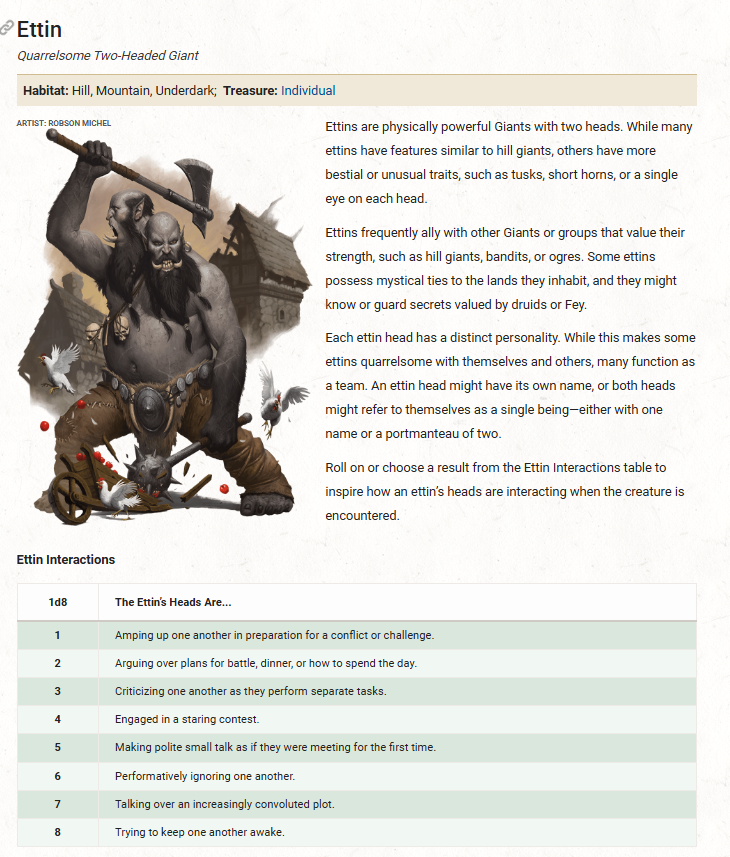 Ettin
Quarrelsome Two-Headed Giant
Habitat: Hill, Mountain, Underdark; Treasure: Individual
ARTIST: ROBSON MICHEL
Ettins are physically powerful Giants with two heads. While many
ettins have features similar to hill giants, others have more
bestial or unusual traits, such as tusks, short horns, or a single
eye on each head.
Ettins frequently ally with other Giants or groups that value their
strength, such as hill giants, bandits, or ogres. Some ettins
possess mystical ties to the lands they inhabit, and they might
know or guard secrets valued by druids or Fey.
Each ettin head has a distinct personality. While this makes some
ettins quarrelsome with themselves and others, many function as
a team. An ettin head might have its own name, or both heads
might refer to themselves as a single being—either with one
name or a portmanteau of two.
Roll on or choose a result from the Ettin Interactions table to
inspire how an ettin's heads are interacting when the creature is
encountered.
Ettin Interactions
1d8 The Ettin's Heads Are...
1 Amping up one another in preparation for a conflict or challenge.
2 Arguing over plans for battle, dinner, or how to spend the day.
3 Criticizing one another as they perform separate tasks.
4 Engaged in a staring contest.
5 Making polite small talk as if they were meeting for the first time.
6 Performatively ignoring one another.
7 Talking over an increasingly convoluted plot.
8 Trying to keep one another awake.